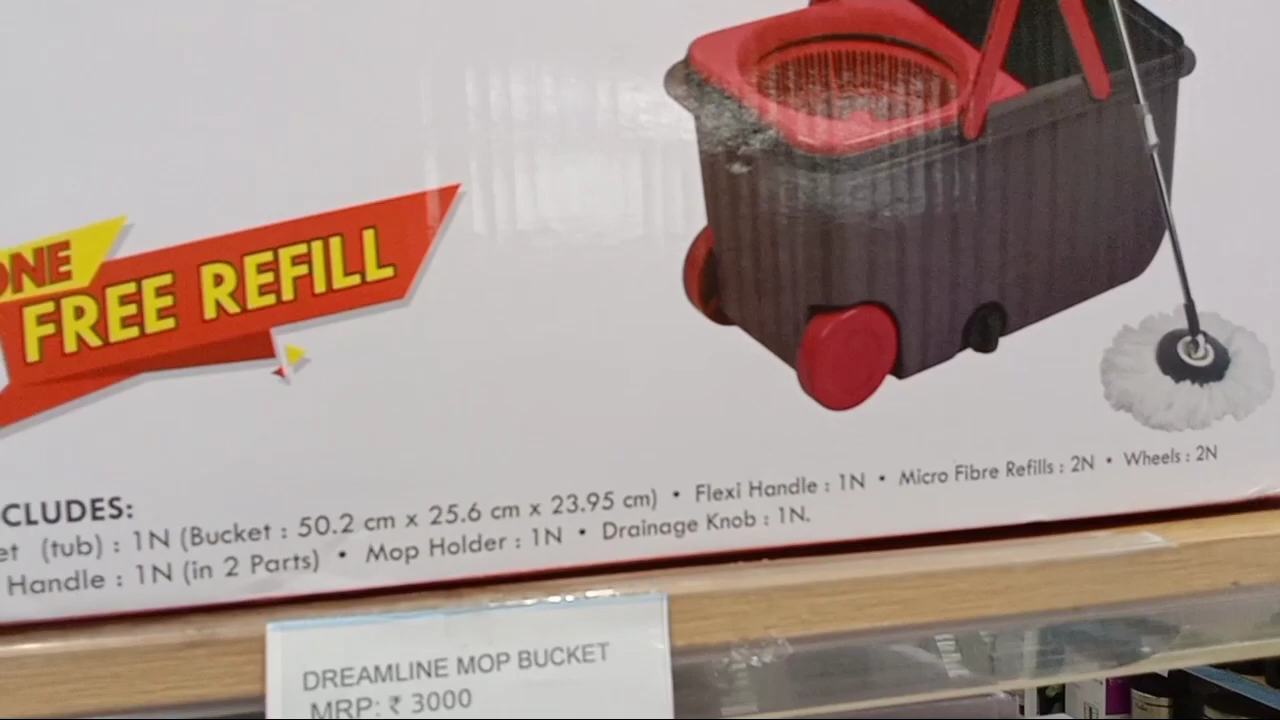 ONE
FREE REFILL
CLUDES:
et (tub) : 1N (Bucket : 50.2 cm x 25.6 cm x 23.95 cm) • Flexi Handle : 1N • Micro Fibre Refills : 2N • Wheels : 2N
Handle : 1N (in 2 Parts) • Mop Holder : 1N • Drainage Knob : 1N.
DREAMLINE MOP BUCKET
MRP: ₹ 3000